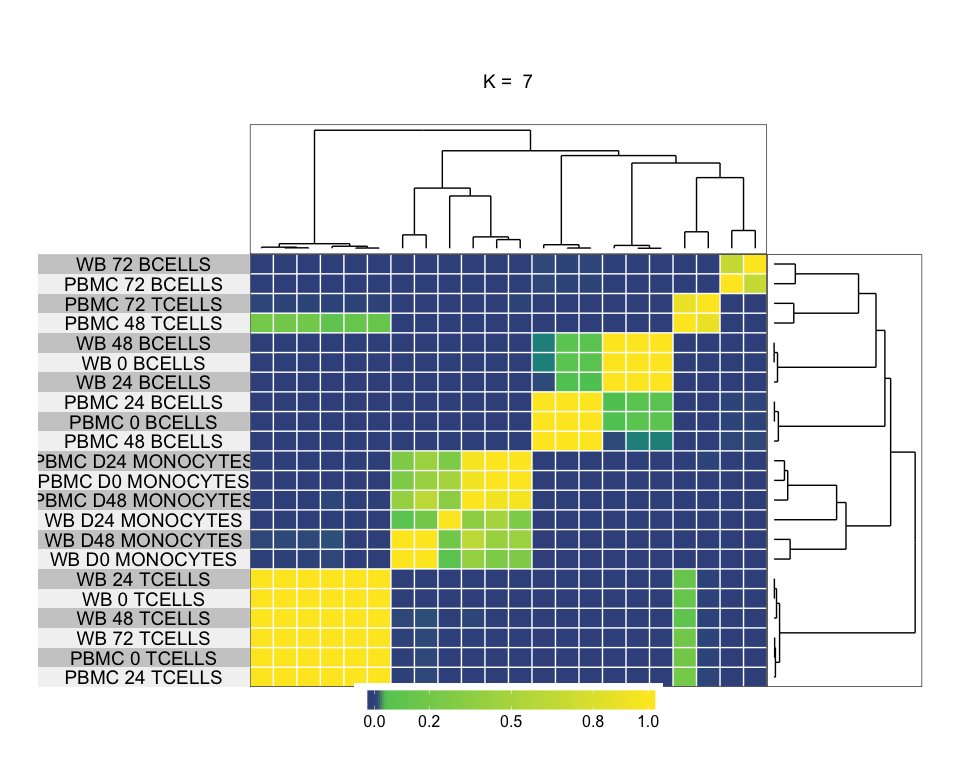 K = 7
WB 72 BCELLS
PBMC 72 BCELLS
PBMC 72 TCELLS
PBMC 48 TCELLS
WB 48 BCELLS
WB 0 BCELLS
WB 24 BCELLS
PBMC 24 BCELLS
PBMC 0 BCELLS
PBMC 48 BCELLS
PBMC D24 MONOCYTES
PBMC D0 MONOCYTES
PBMC D48 MONOCYTES
WB D24 MONOCYTES
WB D48 MONOCYTES
WB D0 MONOCYTES
WB 24 TCELLS
WB 0 TCELLS
WB 48 TCELLS
WB 72 TCELLS
PBMC 0 TCELLS
PBMC 24 TCELLS
0.0 0.2 0.5 0.8 1.0